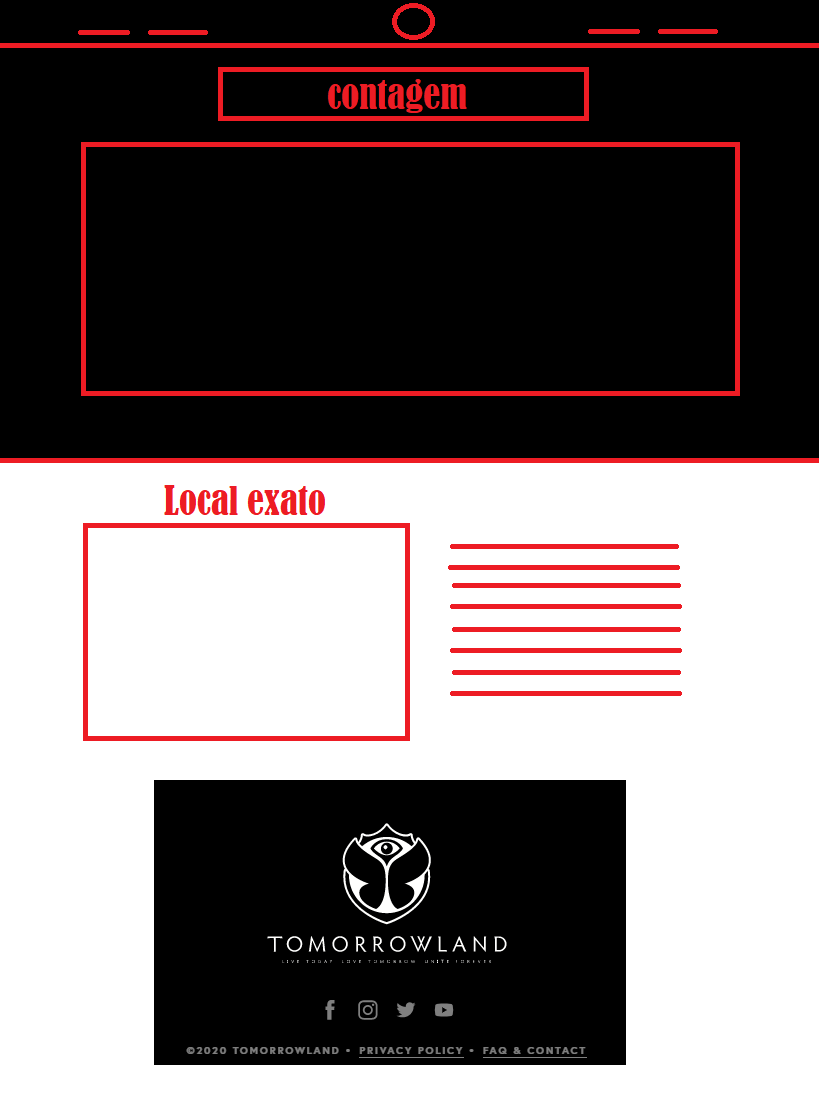 contagem
Local exato
TOMORROWLAND
LIVE TODAY LOVE TOMORROW UNITE FOREVER
©2020 TOMORROWLAND • PRIVACY POLICY • FAQ & CONTACT